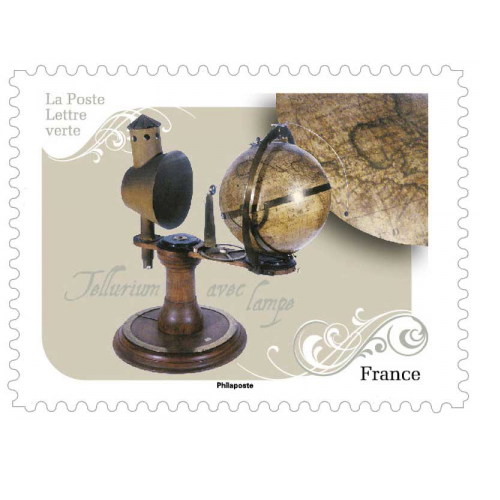 La Poste
Lettre
verte
Tellurium avec lampe
Philaposte
France